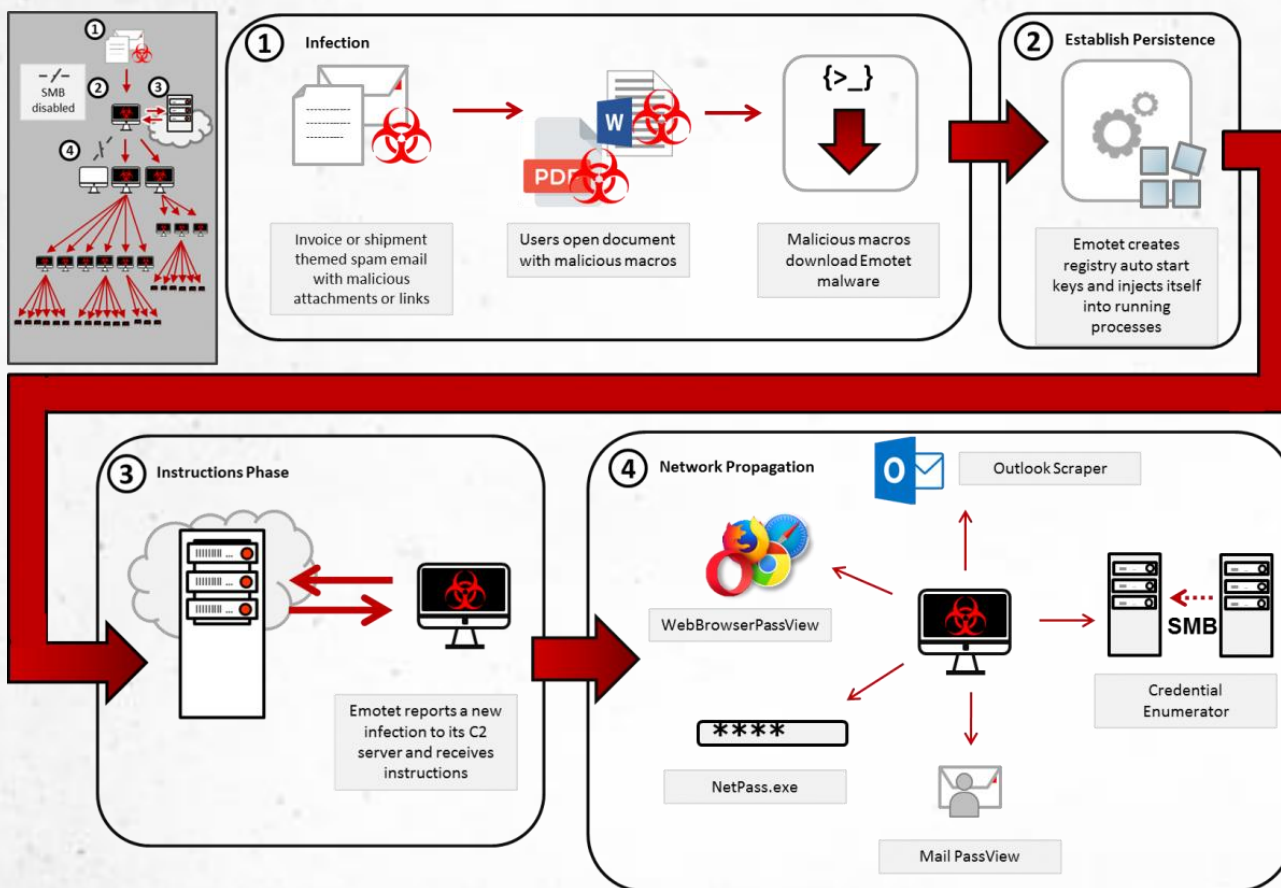 1
2
3
-/-
SMB
disabled
4
1 Infection
{>_}
W
PDF
Invoice or shipment
themed spam email
with malicious
attachments or links
Users open document
with malicious macros
Malicious macros
download Emotet
malware
2 Establish Persistence
Emotet creates
registry auto start
keys and injects itself
into running
processes
3 Instructions Phase
Emotet reports a new
infection to its C2
server and receives
instructions
4 Network Propagation
O
Outlook Scraper
WebBrowserPassView
SMB
Credential
Enumerator
****
NetPass.exe
Mail PassView